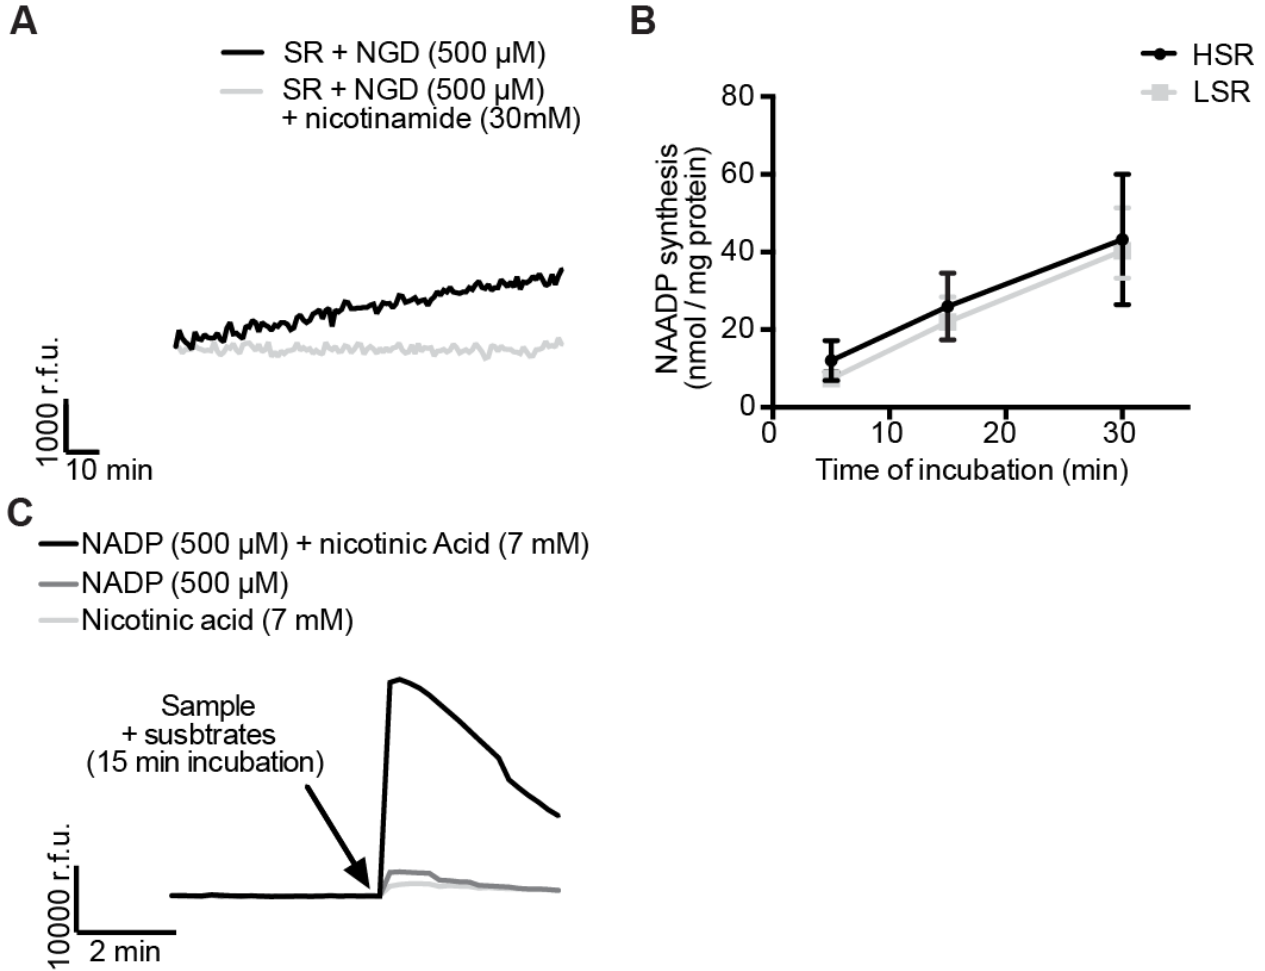 A
SR + NGD (500 µM)
SR + NGD (500 µM)
+ nicotinamide (30mM)
1000 r.f.u.
10 min
B
HSR
LSR
NAADP synthesis
(nmol / mg protein)
80
60
40
20
0
0
10
20
30
Time of incubation (min)
C
NADP (500 µM) + nicotinic Acid (7 mM)
NADP (500 µM)
Nicotinic acid (7 mM)
Sample
+ susbtrates
(15 min incubation)
10000 r.f.u.
2 min